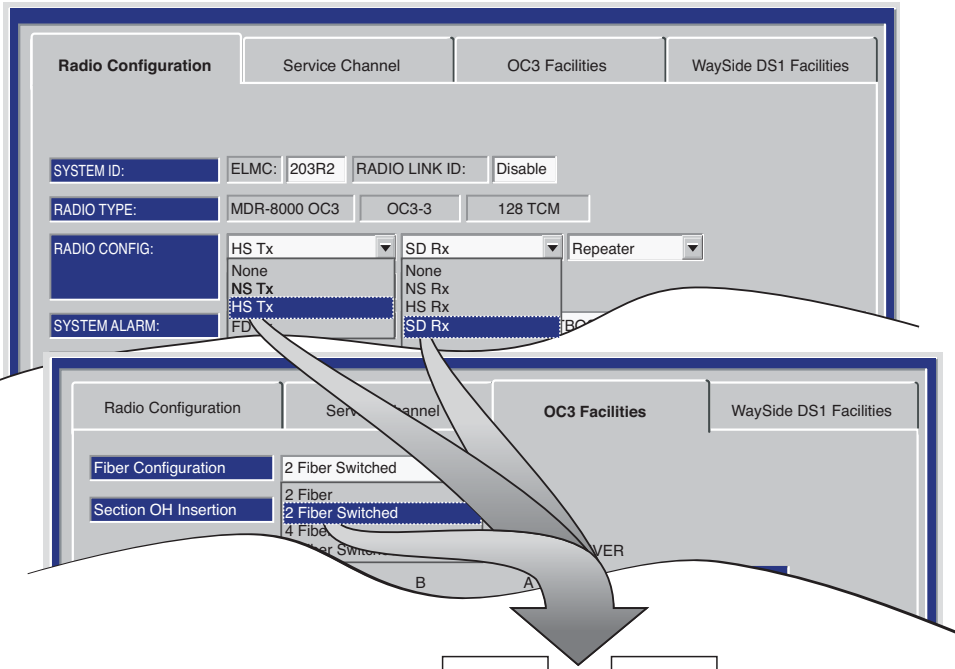 Radio Configuration Service Channel OC3 Facilities WaySide DS1 Facilities
SYSTEM ID: ELMC: 203R2 RADIO LINK ID: Disable
RADIO TYPE: MDR-8000 OC3 OC3-3 128 TCM
RADIO CONFIG: HS Tx SD Rx Repeater
None None
NS Tx NS Rx
HS Tx HS Rx
SYSTEM ALARM: FD SD Rx
Radio Configuration OC3 Facilities WaySide DS1 Facilities
Fiber Configuration 2 Fiber Switched
2 Fiber
Section OH Insertion 2 Fiber Switched
4
B A